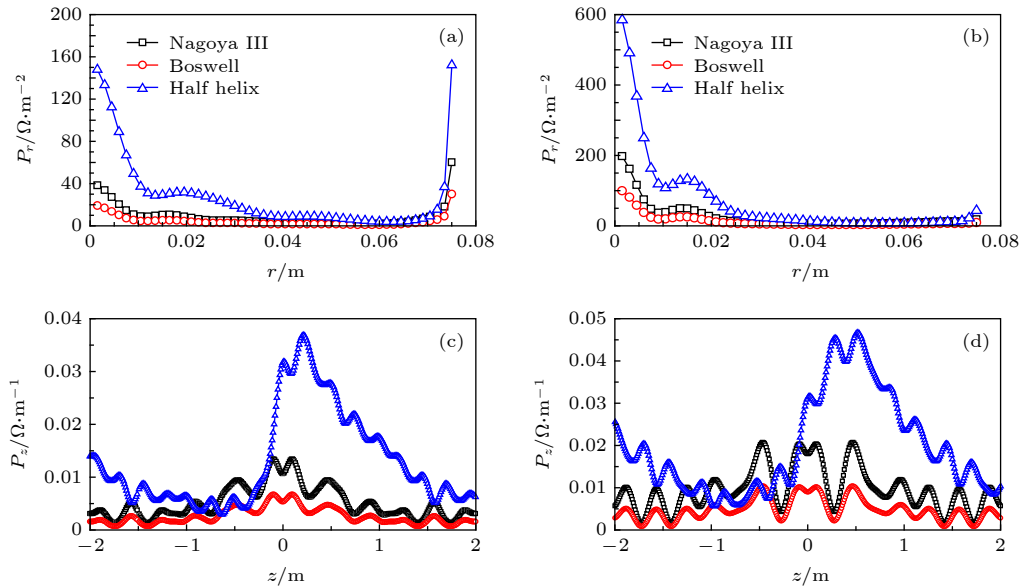 200
160
120
80
40
0
0
0.02
0.04
0.06
0.08
P_r/Ω·m⁻²
r/m
(a)
Nagoya III
Boswell
Half helix
600
400
200
0
0
0.02
0.04
0.06
0.08
P_r/Ω·m⁻²
r/m
(b)
Nagoya III
Boswell
Half helix
0.04
0.03
0.02
0.01
0
−2
−1
0
1
2
P_z/Ω·m⁻¹
z/m
(c)
0.05
0.04
0.03
0.02
0.01
0
−2
−1
0
1
2
P_z/Ω·m⁻¹
z/m
(d)